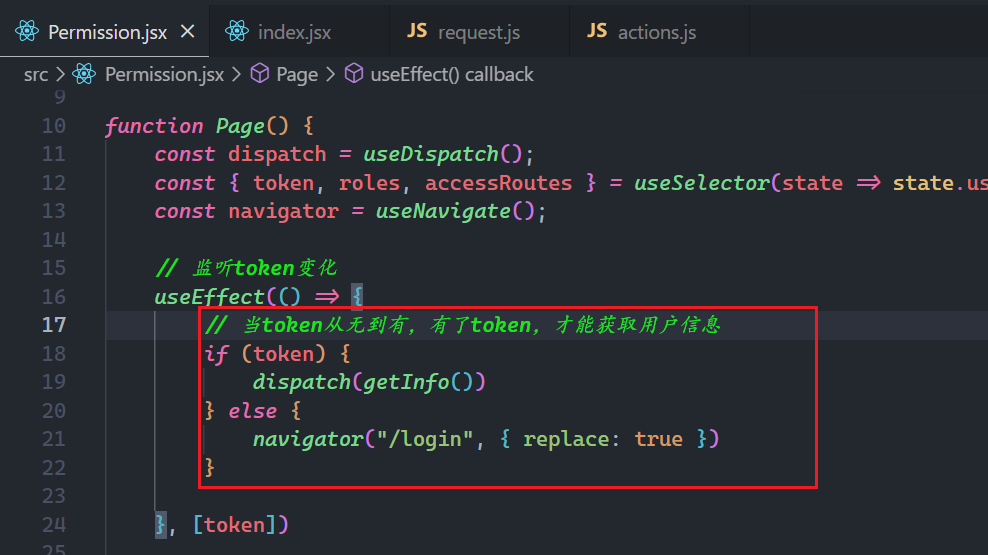 Permission.jsx index.jsx JS request.js JS actions.js
src > Permission.jsx > Page > useEffect() callback
9
10 function Page() {
11 const dispatch = useDispatch();
12 const { token, roles, accessRoutes } = useSelector(state => state.us
13 const navigator = useNavigate();
14
15 // 监听token变化
16 useEffect(() => {
17 // 当token从无到有，有了token，才能获取用户信息
18 if (token) {
19 dispatch(getInfo())
20 } else {
21 navigator("/login", { replace: true })
22 }
23
24 }, [token])
25